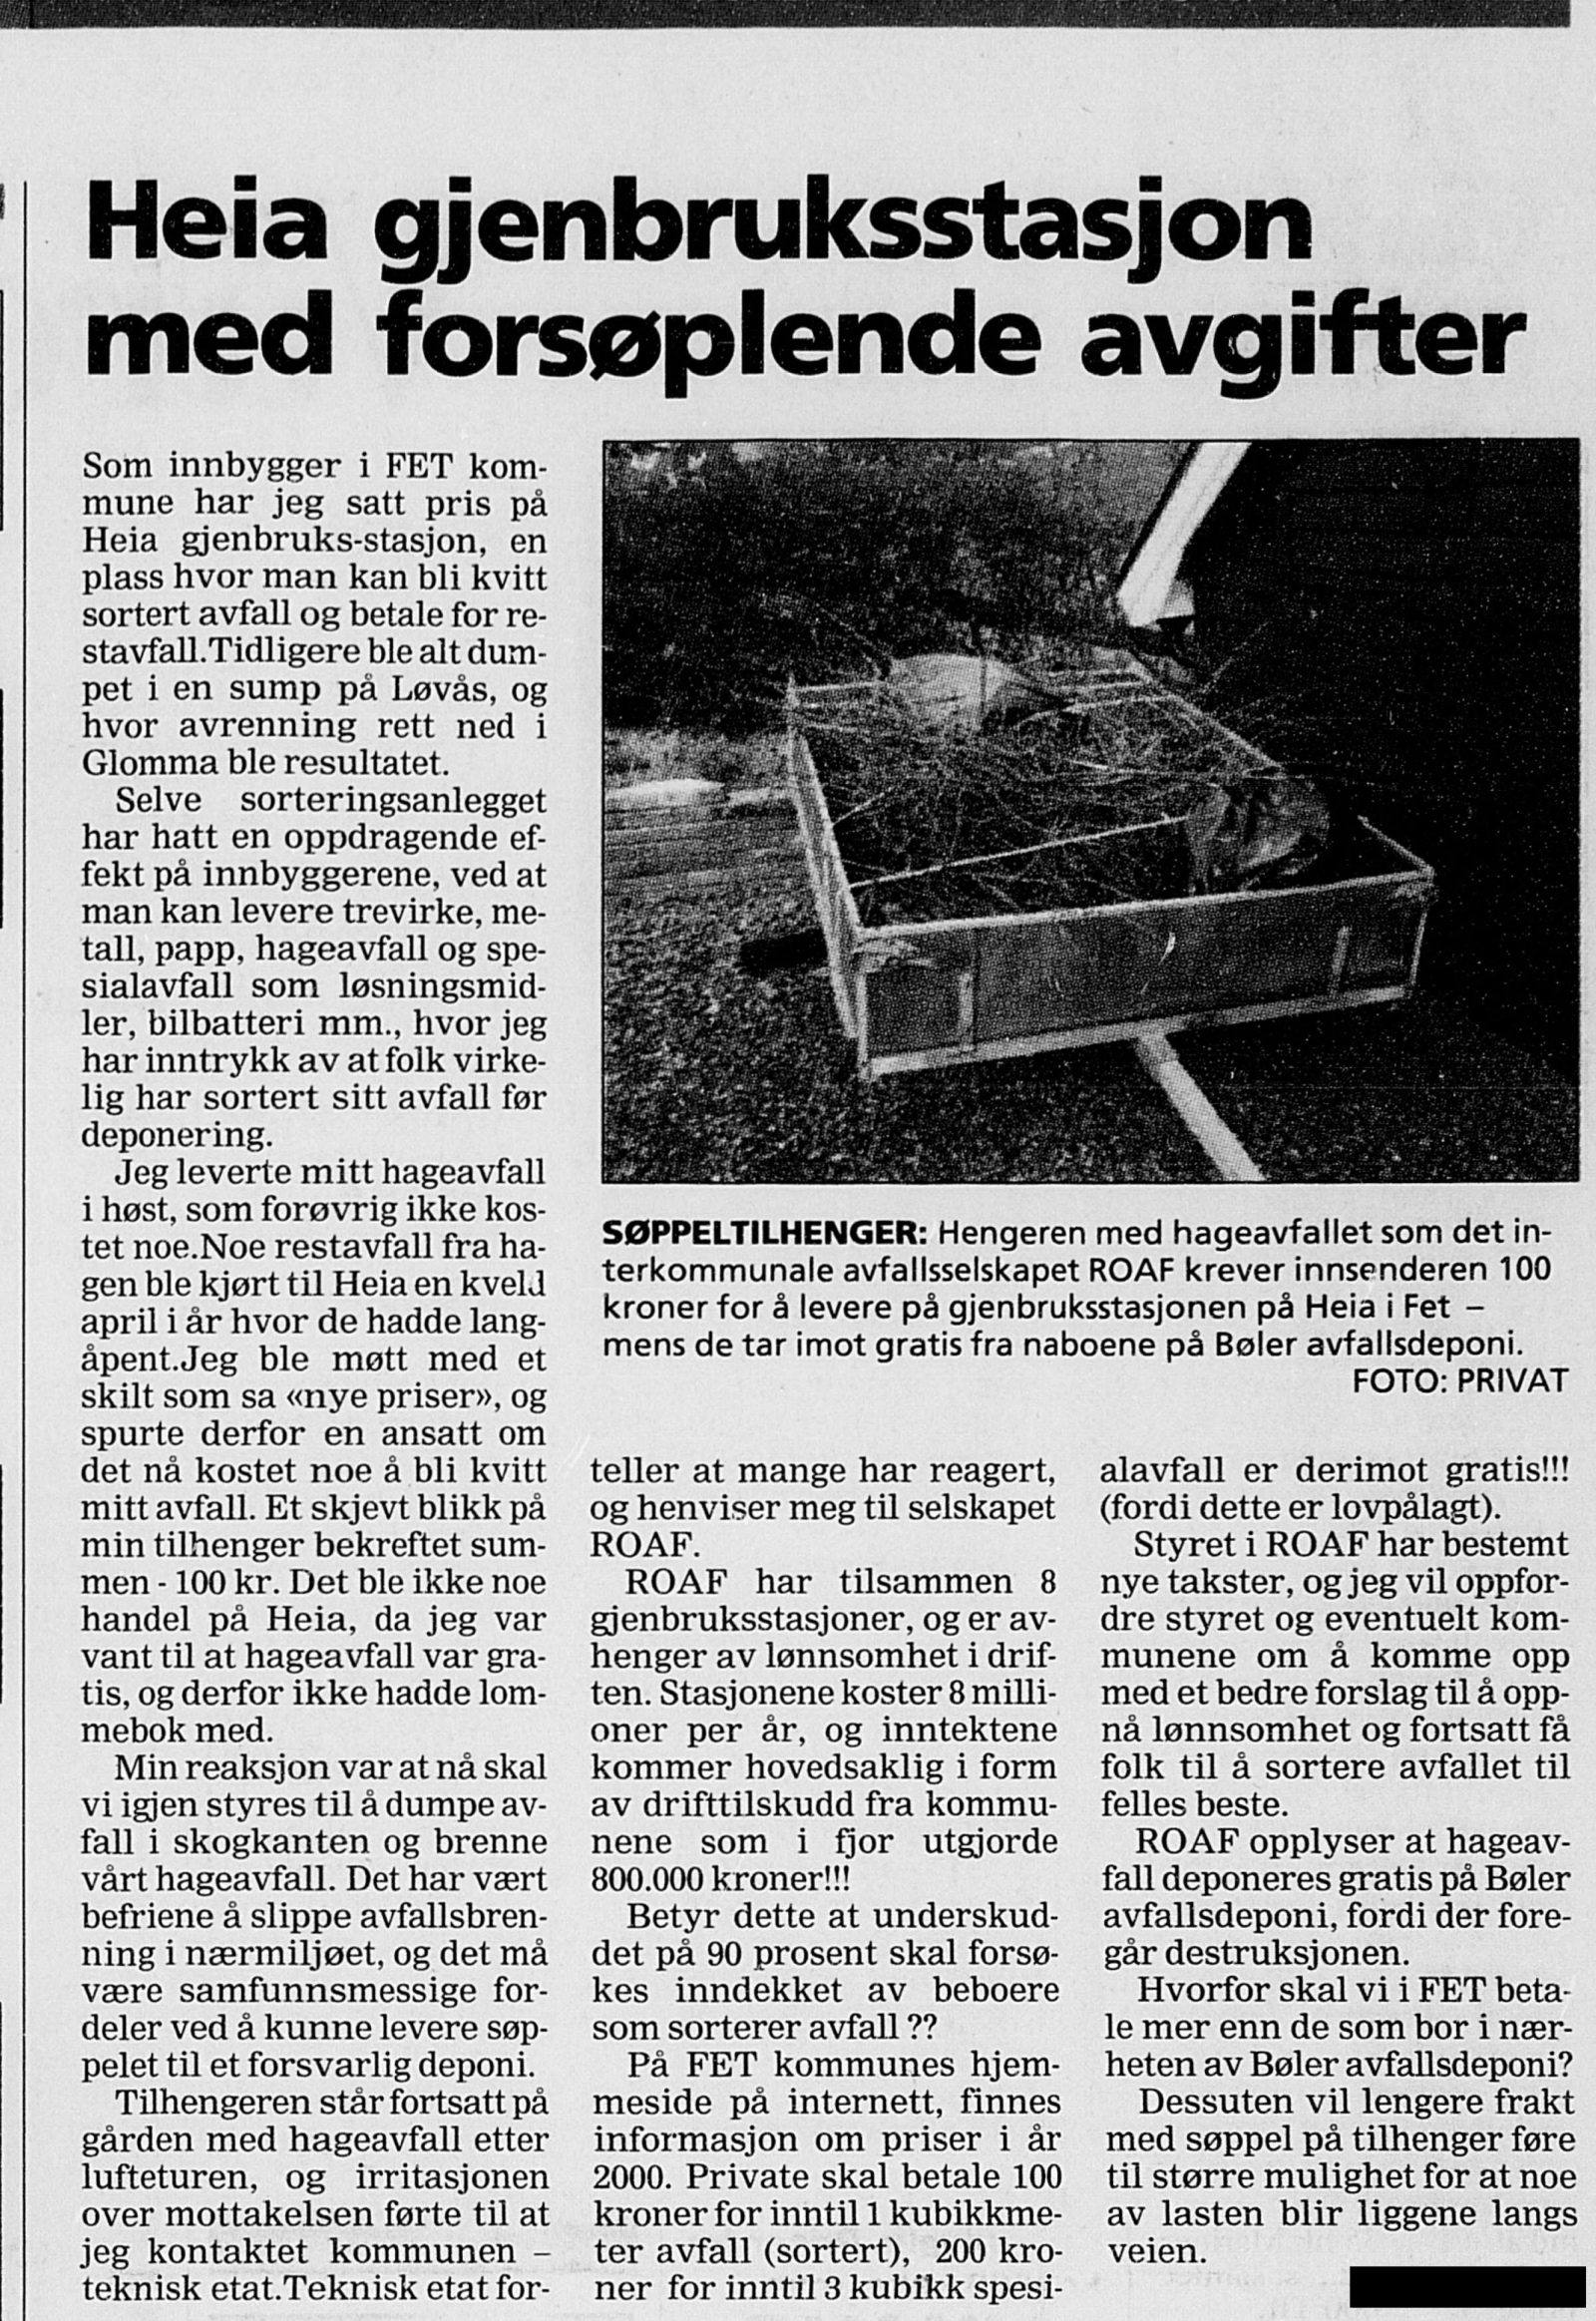 Heia gjenbruksstasjon
med forsøplende avgifter
Som innbygger i FET kom-
mune har jeg satt pris på
Heia gjenbruks-stasjon, en
plass hvor man kan bli kvitt
sortert avfall og betale for re-
stavfall.Tidligere ble alt dum-
pet i en sump på Løvås, og
hvor avrenning rett ned i
Glomma ble resultatet.
Selve sorteringsanlegget
har hatt en oppdragende ef-
fekt på innbyggerene, ved at
man kan levere trevirke, me-
tall, papp, hageavfall og spe-
sialavfall som løsningsmid-
ler, bilbatteri mm., hvor jeg
har inntrykk av at folk virke-
lig har sortert sitt avfall før
deponering.
Jeg leverte mitt hageavfall
i høst, som forøvrig ikke kos-
tet noe.Noe restavfall fra ha-
gen ble kjørt til Heia en kveld
april i år hvor de hadde lang-
åpent.Jeg ble møtt med et
skilt som sa «nye priser», og
spurte derfor en ansatt om
det nå kostet noe å bli kvitt
mitt avfall. Et skjevt blikk på
min tilhenger bekreftet sum-
men - 100 kr. Det ble ikke noe
handel på Heia, da jeg var
vant til at hageavfall var gra-
tis, og derfor ikke hadde lom-
mebok med.
Min reaksjon var at nå skal
vi igjen styres til å dumpe av-
fall i skogkanten og brenne
vårt hageavfall. Det har vært
befriene å slippe avfallsbren-
ning i nærmiljøet, og det må
være samfunnsmessige for-
deler ved å kunne levere søp-
pelet til et forsvarlig deponi.
Tilhengeren står fortsatt på
gården med hageavfall etter
lufteturen, og irritasjonen
over mottakelsen førte til at
jeg kontaktet kommunen –
teknisk etat.Teknisk etat for-
SØPPELTILHENGER: Hengeren med hageavfallet som det in-
terkommunale avfallsselskapet ROAF krever innsenderen 100
kroner for å levere på gjenbruksstasjonen på Heia i Fet –
mens de tar imot gratis fra naboene på Bøler avfallsdeponi.
FOTO: PRIVAT
teller at mange har reagert,
og henviser meg til selskapet
ROAF.
ROAF har tilsammen 8
gjenbruksstasjoner, og er av-
henger av lønnsomhet i drif-
ten. Stasjonene koster 8 milli-
oner per år, og inntektene
kommer hovedsaklig i form
av drifttilskudd fra kommu-
nene som i fjor utgjorde
800.000 kroner!!!
Betyr dette at underskud-
det på 90 prosent skal forsø-
kes inndekket av beboere
som sorterer avfall ??
På FET kommunes hjem-
meside på internett, finnes
informasjon om priser i år
2000. Private skal betale 100
kroner for inntil 1 kubikkme-
ter avfall (sortert), 200 kro-
ner for inntil 3 kubikk spesi-
alavfall er derimot gratis!!!
(fordi dette er lovpålagt).
Styret i ROAF har bestemt
nye takster, og jeg vil oppfor-
dre styret og eventuelt kom-
munene om å komme opp
med et bedre forslag til å opp-
nå lønnsomhet og fortsatt få
folk til å sortere avfallet til
felles beste.
ROAF opplyser at hageav-
fall deponeres gratis på Bøler
avfallsdeponi, fordi der fore-
går destruksjonen.
Hvorfor skal vi i FET beta-
le mer enn de som bor i nær-
heten av Bøler avfallsdeponi?
Dessuten vil lengere frakt
med søppel på tilhenger føre
til større mulighet for at noe
av lasten blir liggene langs
veien.